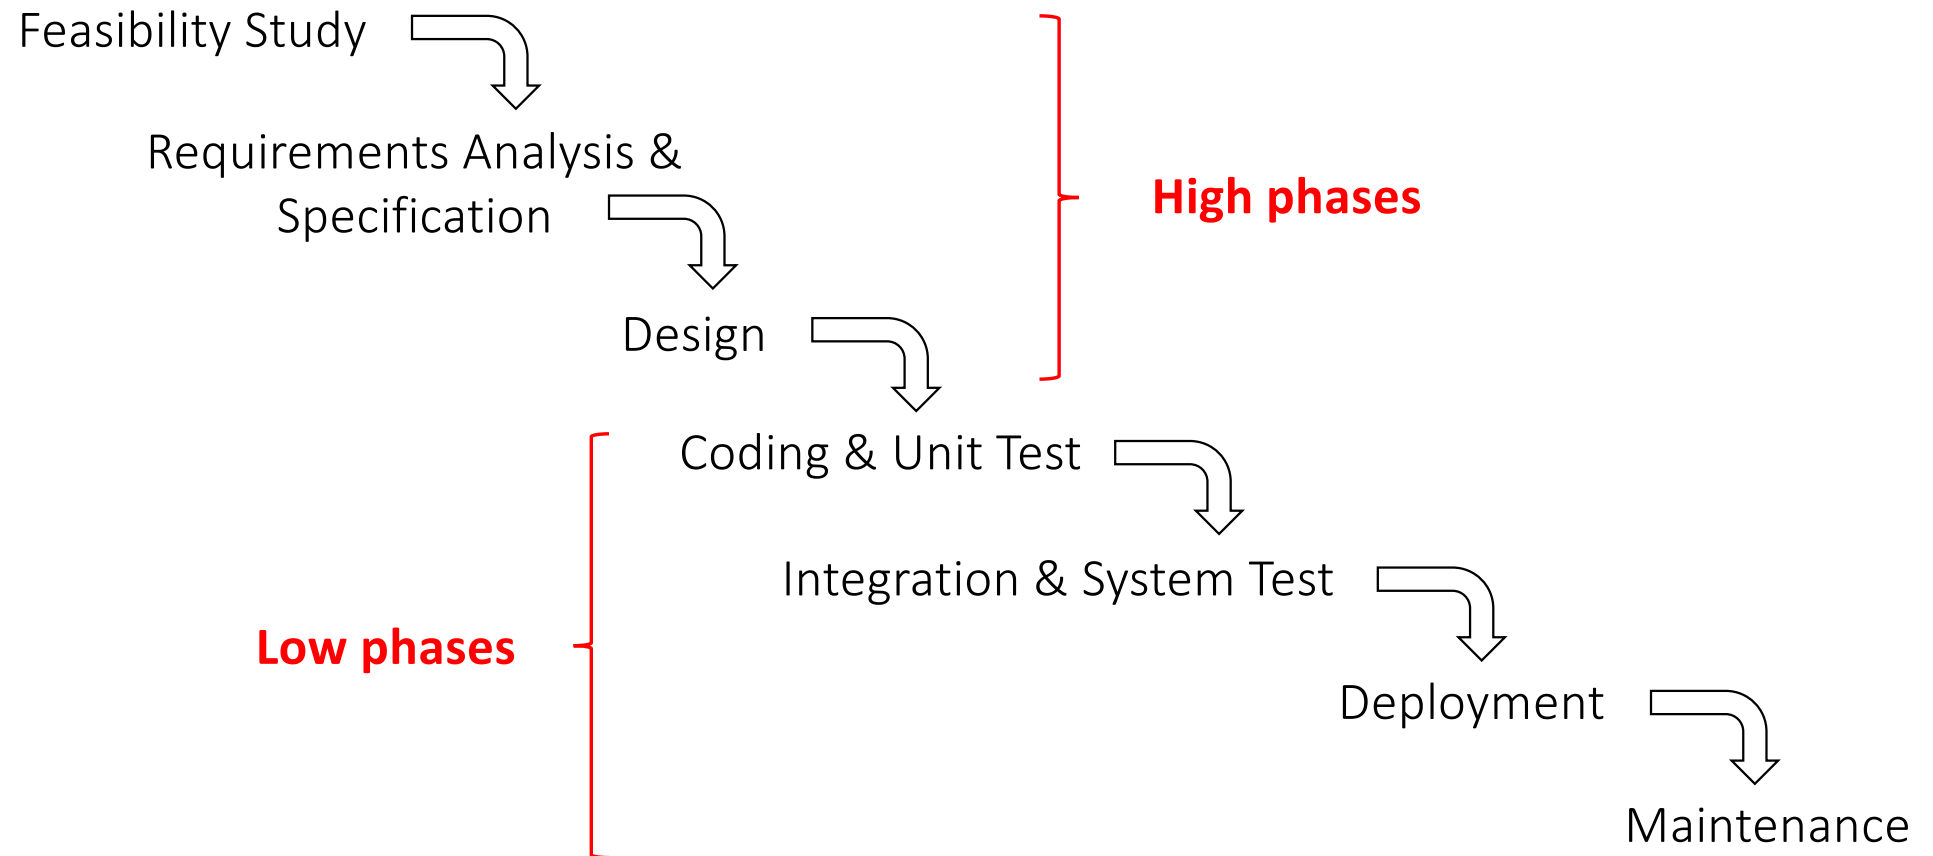 Feasibility Study
Requirements Analysis &
Specification
High phases
Design
Coding & Unit Test
Integration & System Test
Low phases
Deployment
Maintenance